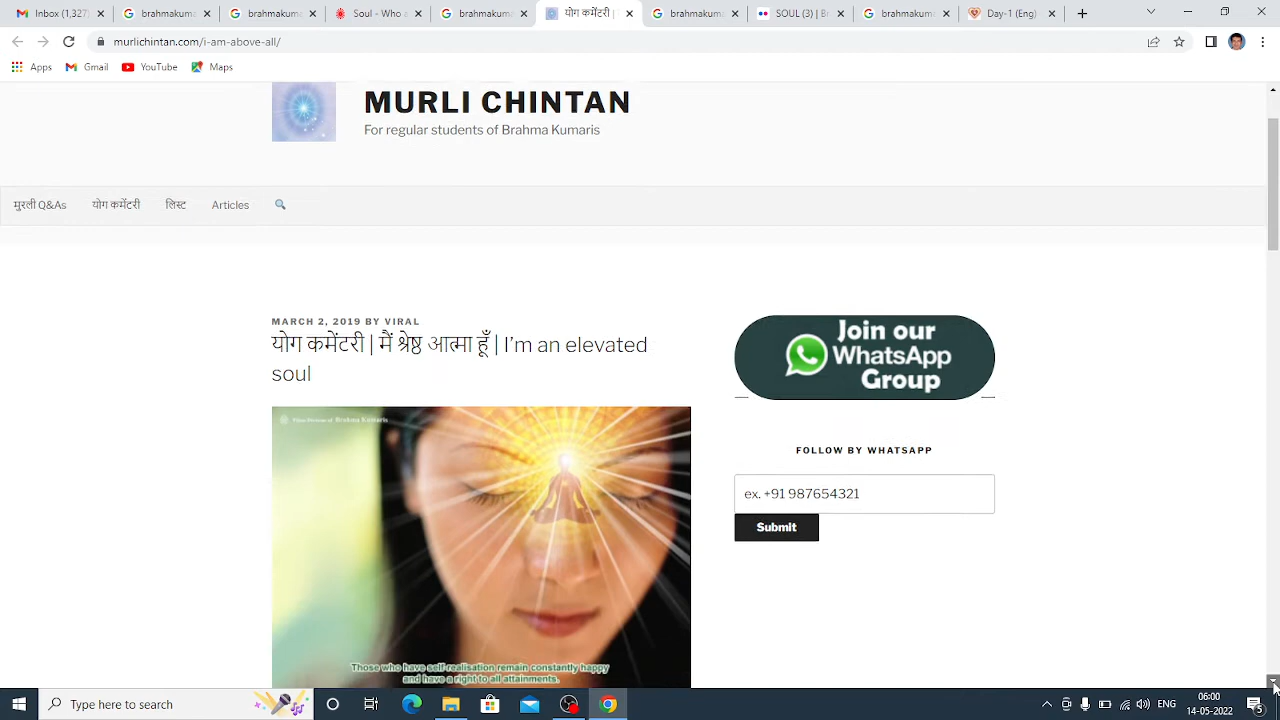 Inbox (1,327)
brahmakum
brahmakum
Soul - Who
brahmakum
योग कमेंटरी |
brahmakum
SOUL (3) | B
brahmakum
Day-1 (Eng)
murlichintan.com/i-am-above-all/
Apps Gmail YouTube Maps
MURLI CHINTAN
For regular students of Brahma Kumaris
मुरली Q&As योग कमेंटरी लिस्ट Articles
MARCH 2, 2019 BY VIRAL
योग कमेंटरी | मैं श्रेष्ठ आत्मा हूँ | I'm an elevated
soul
Join our
WhatsApp
Group
FOLLOW BY WHATSAPP
ex. +91 987654321
Submit
Brahma Kumaris
Those who have self-realisation remain constantly happy
and have a right to all attainments.
Type here to search
ENG
06:00
15-05-2022